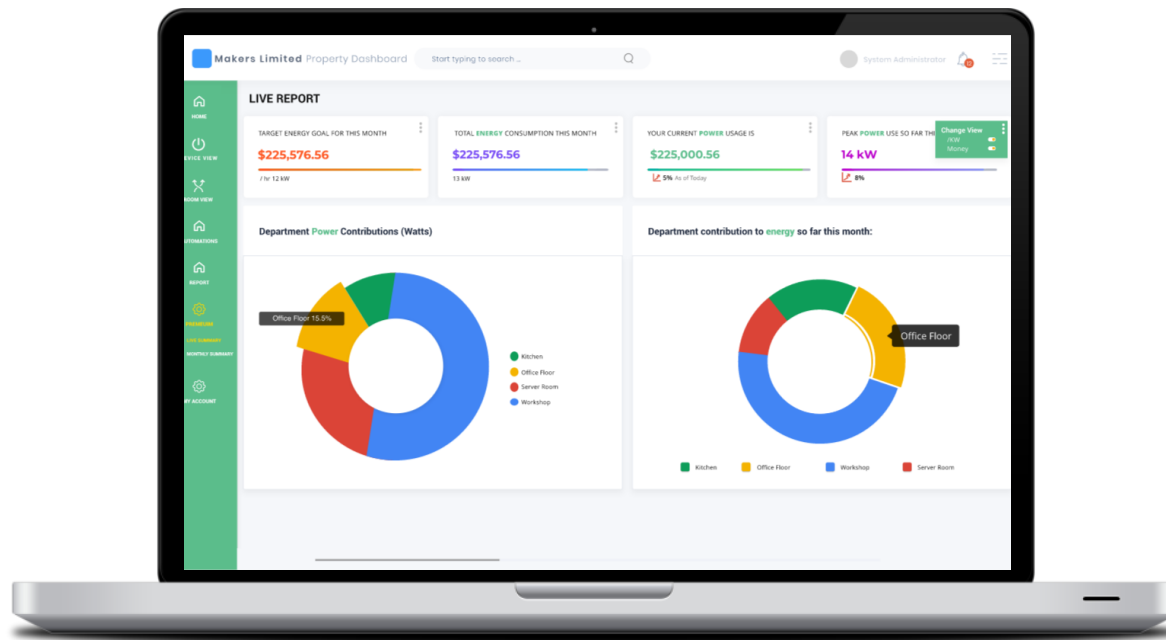 Makers Limited Property Dashboard
Start typing to search ...
System Administrator
HOME
EVICE VIEW
ROOM VIEW
UTOMATIONS
REPORT
PREMIUM
LIVE SUMMARY
MONTHLY SUMMARY
MY ACCOUNT
LIVE REPORT
TARGET ENERGY GOAL FOR THIS MONTH
$225,576.56
/ hr 12 kW
TOTAL ENERGY CONSUMPTION THIS MONTH
$225,576.56
13 kW
YOUR CURRENT POWER USAGE IS
$225,000.56
5% As of Today
PEAK POWER USE SO FAR THI
14 kW
8%
Change View
/KW
Money
Department Power Contributions (Watts)
Office Floor 15.5%
Kitchen
Office Floor
Server Room
Workshop
Department contribution to energy so far this month:
Office Floor
Kitchen
Office Floor
Workshop
Server Room